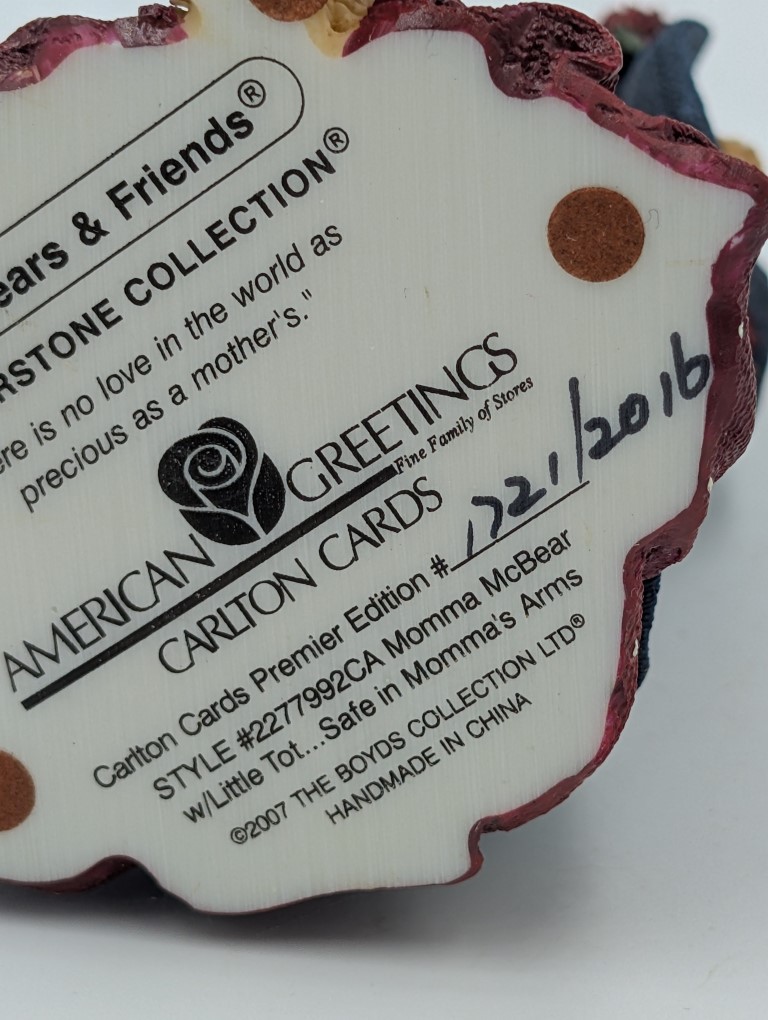 ears & Friends®
RSTONE COLLECTION®
ere is no love in the world as
precious as a mother's."
AMERICAN GREETINGS
Fine Family of Stores
CARLTON CARDS
Carlton Cards Premier Edition # 1721/2016
STYLE #2277992CA Momma McBear
w/Little Tot...Safe in Momma's Arms
©2007 THE BOYDS COLLECTION LTD®
HANDMADE IN CHINA